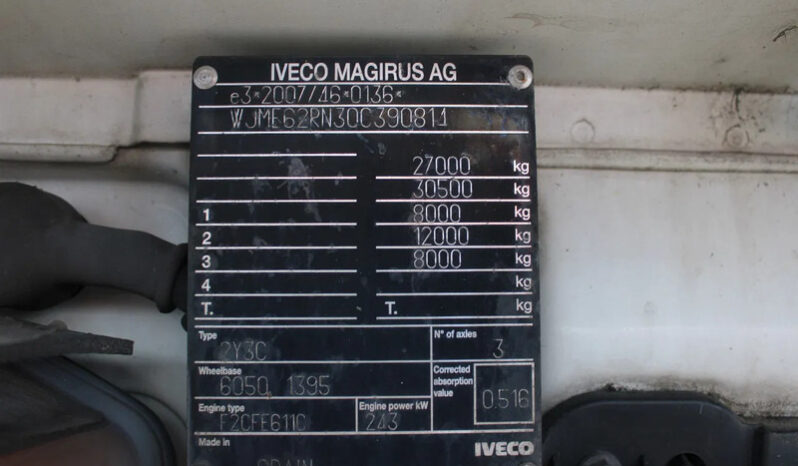 IVECO MAGIRUS AG
e3*2007/46*0136*
WJME62RN30C390811
27000 kg
30500 kg
1 8000 kg
2 12000 kg
3 8000 kg
4 kg
T. T. kg
Type N° of axles
2Y3C 3
Wheelbase Corrected absorption value
6050 1395 0.516
Engine type Engine power kW
F2CFE611C 243
Made in IVECO
SPAIN